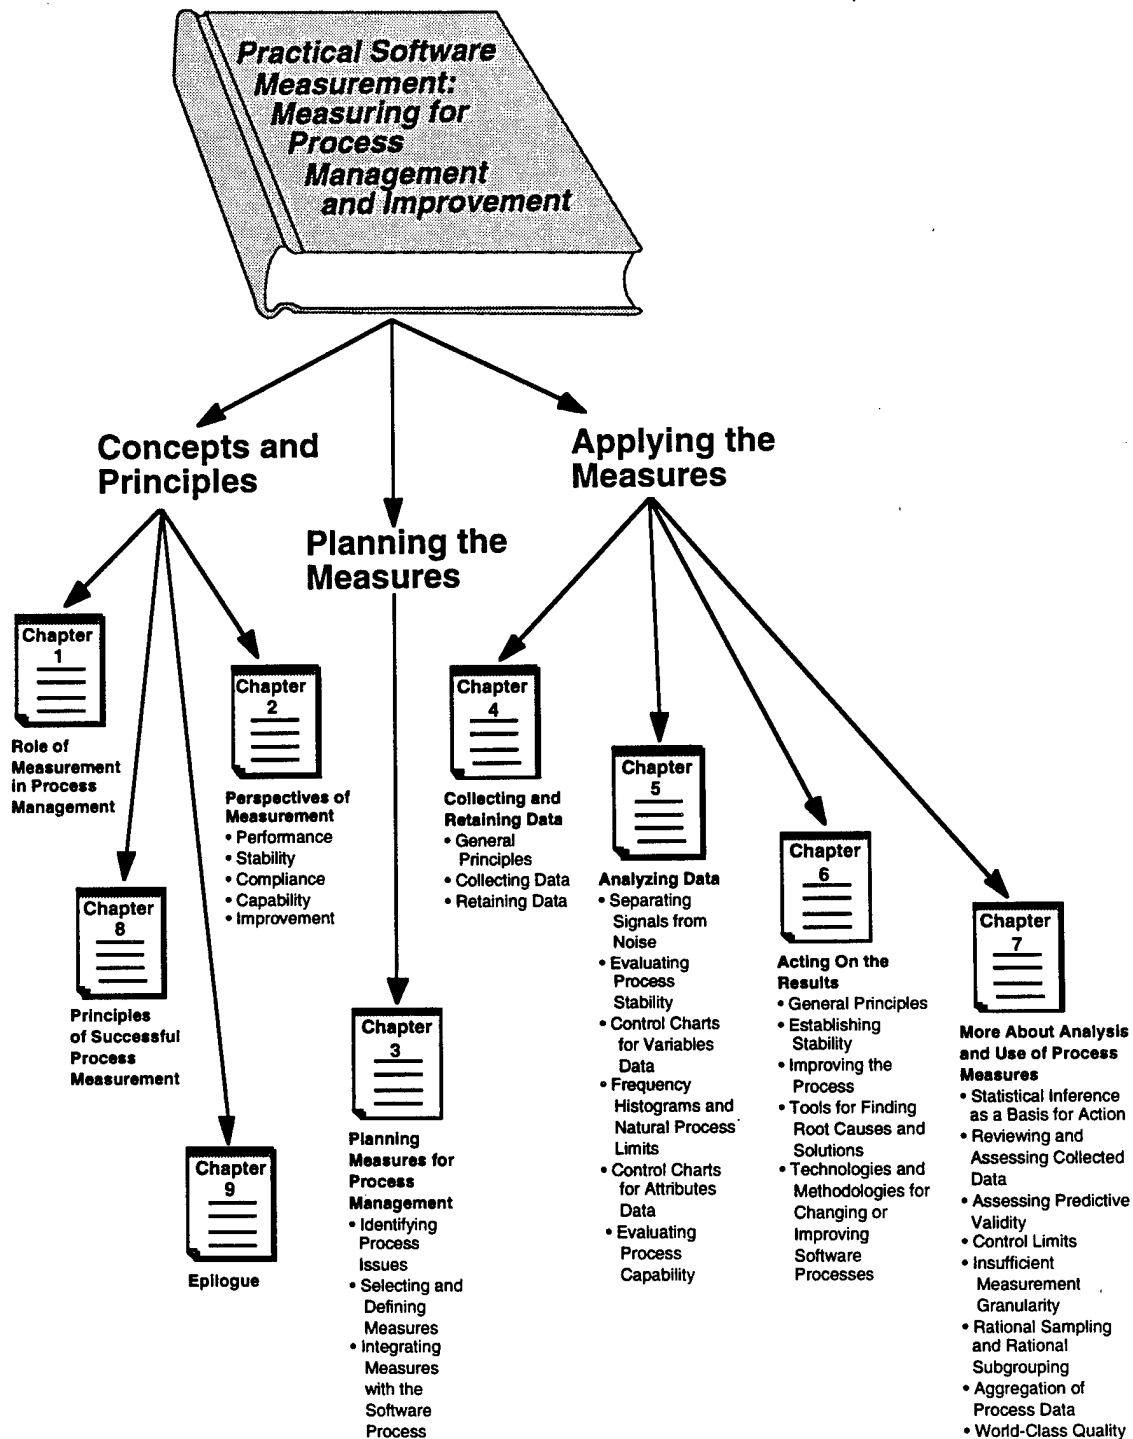 Practical Software
Measurement:
Measuring for
Process
Management
and Improvement
Concepts and
Principles
Applying the
Measures
Planning the
Measures
Chapter
1
Role of
Measurement
in Process
Management
Chapter
2
Perspectives of
Measurement
• Performance
• Stability
• Compliance
• Capability
• Improvement
Chapter
8
Principles
of Successful
Process
Measurement
Chapter
9
Epilogue
Chapter
3
Planning
Measures for
Process
Management
• Identifying
Process
Issues
• Selecting and
Defining
Measures
• Integrating
Measures
with the
Software
Process
Chapter
4
Collecting and
Retaining Data
• General
Principles
• Collecting Data
• Retaining Data
Chapter
5
Analyzing Data
• Separating
Signals from
Noise
• Evaluating
Process
Stability
• Control Charts
for Variables
Data
• Frequency
Histograms and
Natural Process
Limits
• Control Charts
for Attributes
Data
• Evaluating
Process
Capability
Chapter
6
Acting On the
Results
• General Principles
• Establishing
Stability
• Improving the
Process
• Tools for Finding
Root Causes and
Solutions
• Technologies and
Methodologies for
Changing or
Improving
Software
Processes
Chapter
7
More About Analysis
and Use of Process
Measures
• Statistical Inference
as a Basis for Action
• Reviewing and
Assessing Collected
Data
• Assessing Predictive
Validity
• Control Limits
• Insufficient
Measurement
Granularity
• Rational Sampling
and Rational
Subgrouping
• Aggregation of
Process Data
• World-Class Quality